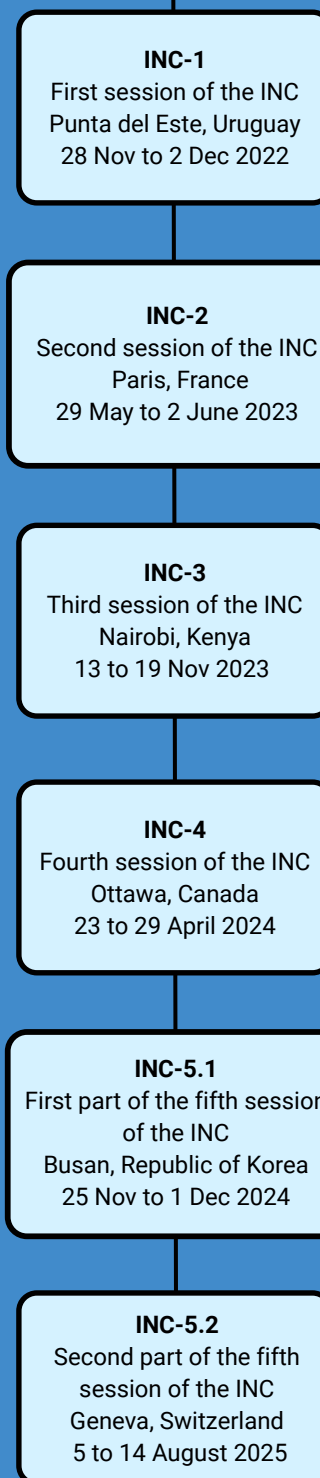 INC-1
First session of the INC
Punta del Este, Uruguay
28 Nov to 2 Dec 2022
INC-2
Second session of the INC
Paris, France
29 May to 2 June 2023
INC-3
Third session of the INC
Nairobi, Kenya
13 to 19 Nov 2023
INC-4
Fourth session of the INC
Ottawa, Canada
23 to 29 April 2024
INC-5.1
First part of the fifth session
of the INC
Busan, Republic of Korea
25 Nov to 1 Dec 2024
INC-5.2
Second part of the fifth
session of the INC
Geneva, Switzerland
5 to 14 August 2025